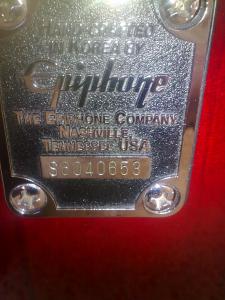 HANDCRAFTED
IN KOREA BY
Epiphone
THE EPIPHONE COMPANY
NASHVILLE,
TENNESSEE USA
S6040653